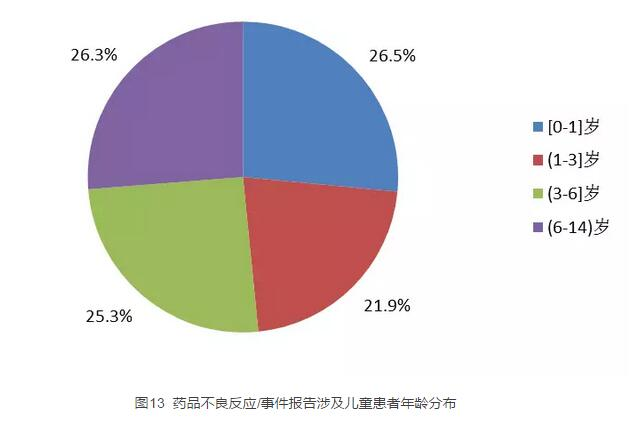 26.3%
26.5%
[0-1]岁
(1-3]岁
(3-6]岁
(6-14)岁
21.9%
25.3%
图13 药品不良反应/事件报告涉及儿童患者年龄分布